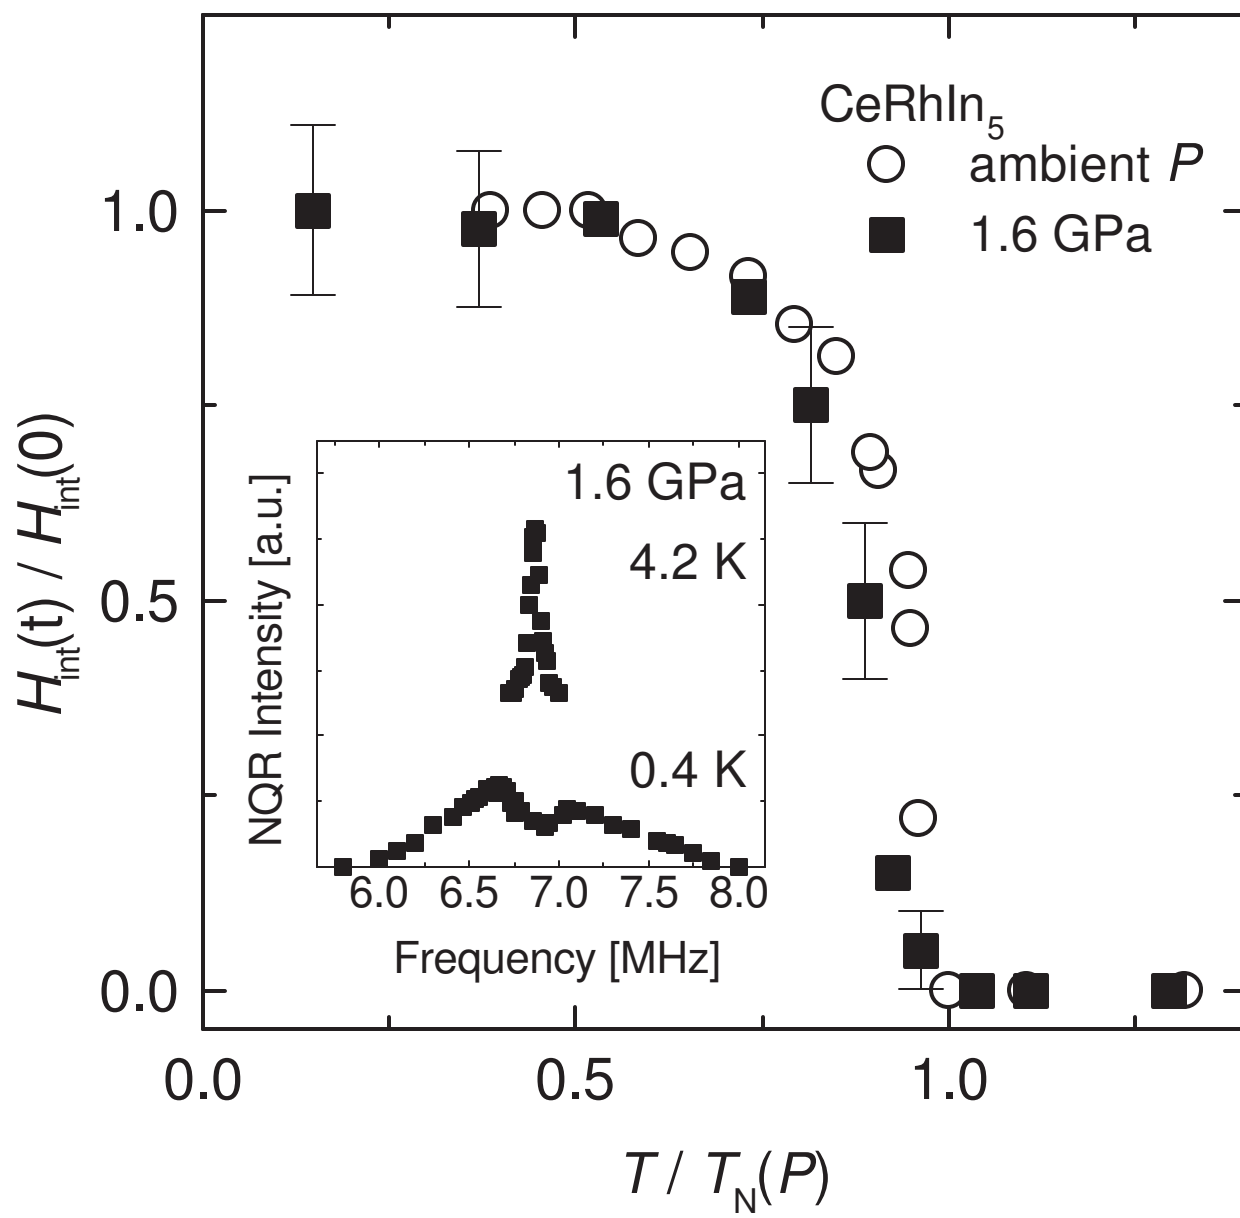 CeRhIn5
ambient P
1.6 GPa
1.0
0.5
0.0
Hint(t) / Hint(0)
1.6 GPa
4.2 K
0.4 K
NQR Intensity [a.u.]
6.0 6.5 7.0 7.5 8.0
Frequency [MHz]
0.0 0.5 1.0
T / TN(P)